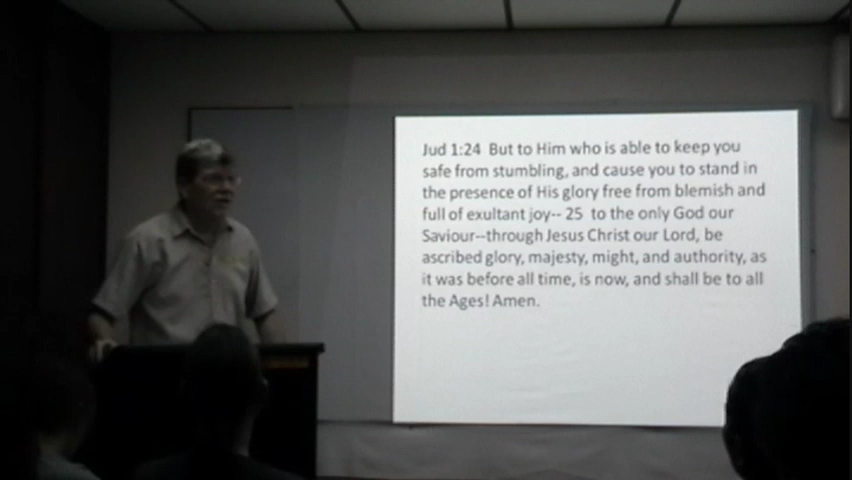 Jud 1:24  But to Him who is able to keep you
safe from stumbling, and cause you to stand in
the presence of His glory free from blemish and
full of exultant joy-- 25  to the only God our
Saviour--through Jesus Christ our Lord, be
ascribed glory, majesty, might, and authority, as
it was before all time, is now, and shall be to all
the Ages! Amen.